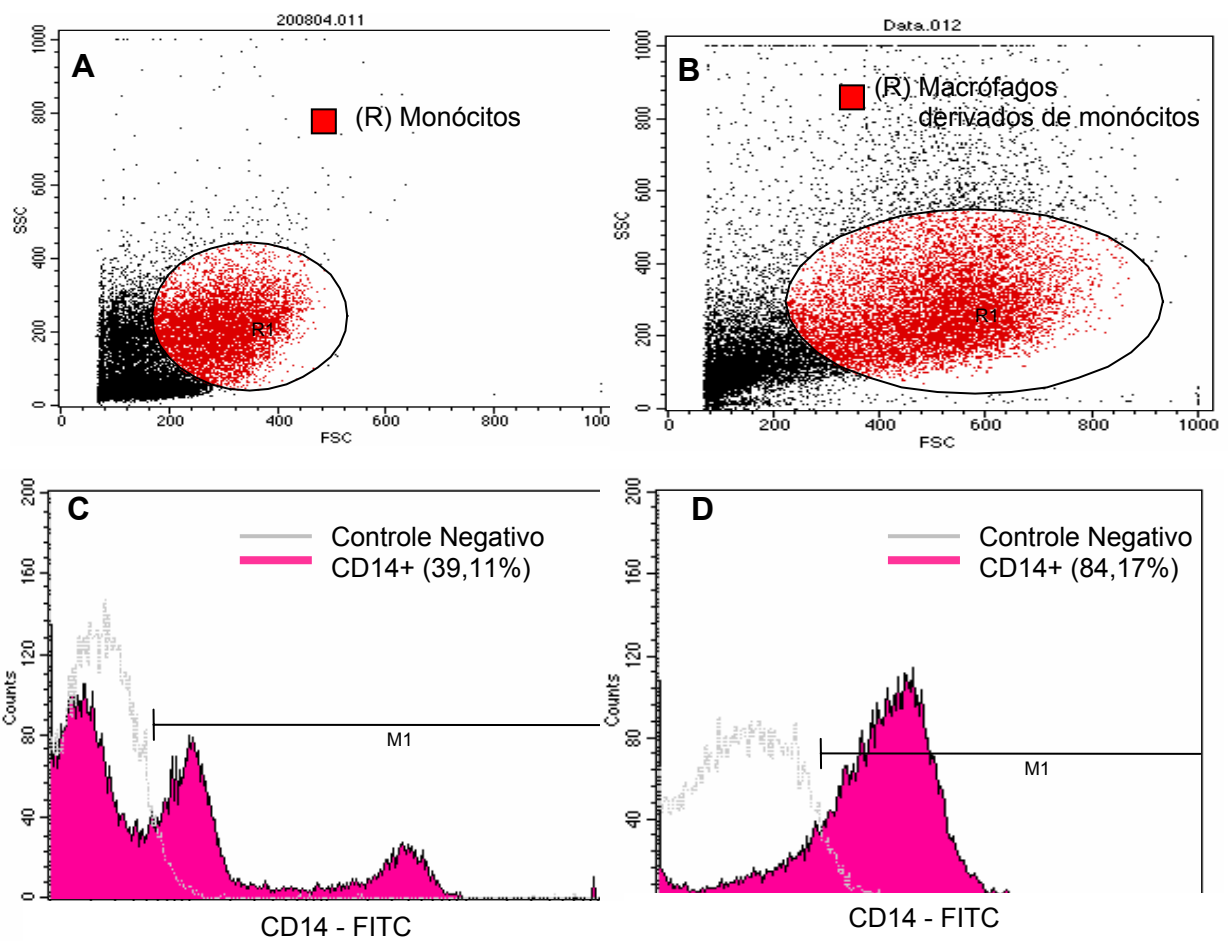 200804.011
A
(R) Monócitos
1000
800
600
400
200
0
SSC
R1
0
200
400
600
800
100
FSC
Data.012
B
(R) Macrófagos
derivados de monócitos
1000
800
600
400
200
0
SSC
R1
0
200
400
600
800
1000
FSC
C
Controle Negativo
CD14+ (39,11%)
200
160
120
80
40
0
Counts
M1
CD14 - FITC
D
Controle Negativo
CD14+ (84,17%)
200
160
120
80
40
Counts
M1
CD14 - FITC